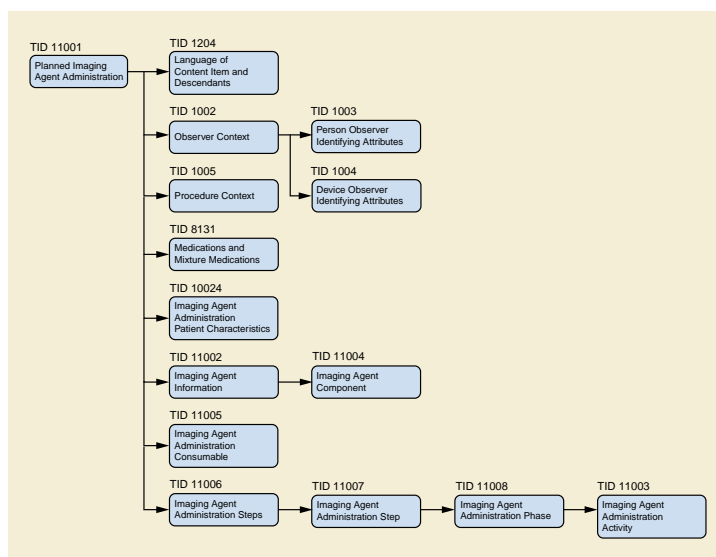 TID 11001
Planned Imaging
Agent Administration
TID 1204
Language of
Content Item and
Descendants
TID 1002
Observer Context
TID 1003
Person Observer
Identifying Attributes
TID 1004
Device Observer
Identifying Attributes
TID 1005
Procedure Context
TID 8131
Medications and
Mixture Medications
TID 10024
Imaging Agent
Administration
Patient Characteristics
TID 11002
Imaging Agent
Information
TID 11004
Imaging Agent
Component
TID 11005
Imaging Agent
Administration
Consumable
TID 11006
Imaging Agent
Administration Steps
TID 11007
Imaging Agent
Administration Step
TID 11008
Imaging Agent
Administration Phase
TID 11003
Imaging Agent
Administration
Activity